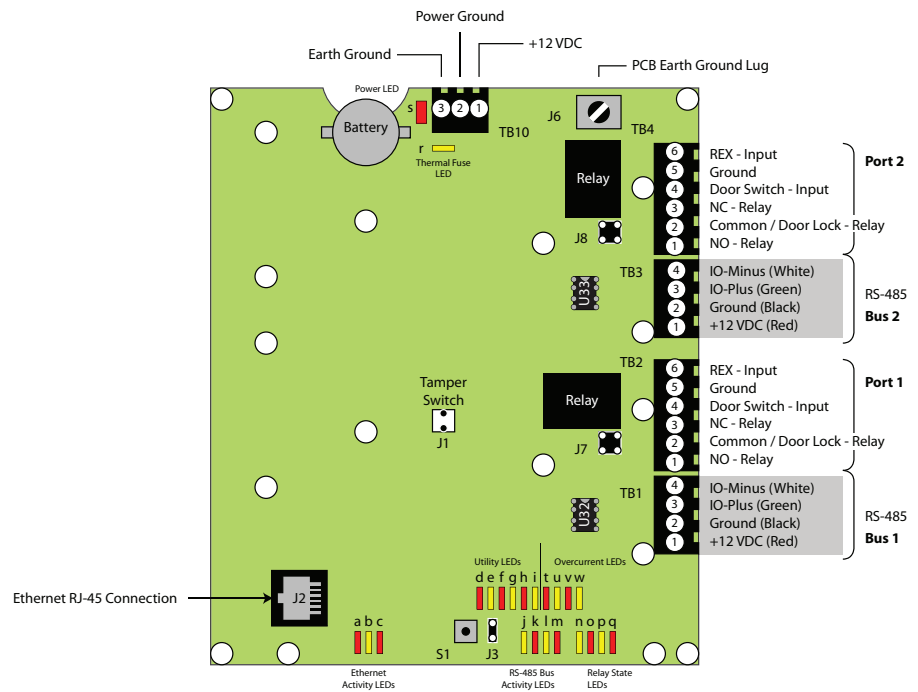 Power Ground
Earth Ground
+12 VDC
PCB Earth Ground Lug
Power LED
s
3 2 1
TB10
Battery
r
Thermal Fuse
LED
J6
TB4
Relay
J8
6 REX - Input
5 Ground
4 Door Switch - Input
3 NC - Relay
2 Common / Door Lock - Relay
1 NO - Relay
Port 2
TB3
U33
4 IO-Minus (White)
3 IO-Plus (Green)
2 Ground (Black)
1 +12 VDC (Red)
RS-485
Bus 2
TB2
Relay
J7
Tamper
Switch
J1
6 REX - Input
5 Ground
4 Door Switch - Input
3 NC - Relay
2 Common / Door Lock - Relay
1 NO - Relay
Port 1
TB1
U32
4 IO-Minus (White)
3 IO-Plus (Green)
2 Ground (Black)
1 +12 VDC (Red)
RS-485
Bus 1
Utility LEDs
Overcurrent LEDs
d e f g h i t u v w
Ethernet RJ-45 Connection
J2
a b c
S1
J3
j k l m
n o p q
Ethernet
Activity LEDs
RS-485 Bus
Activity LEDs
Relay State
LEDs